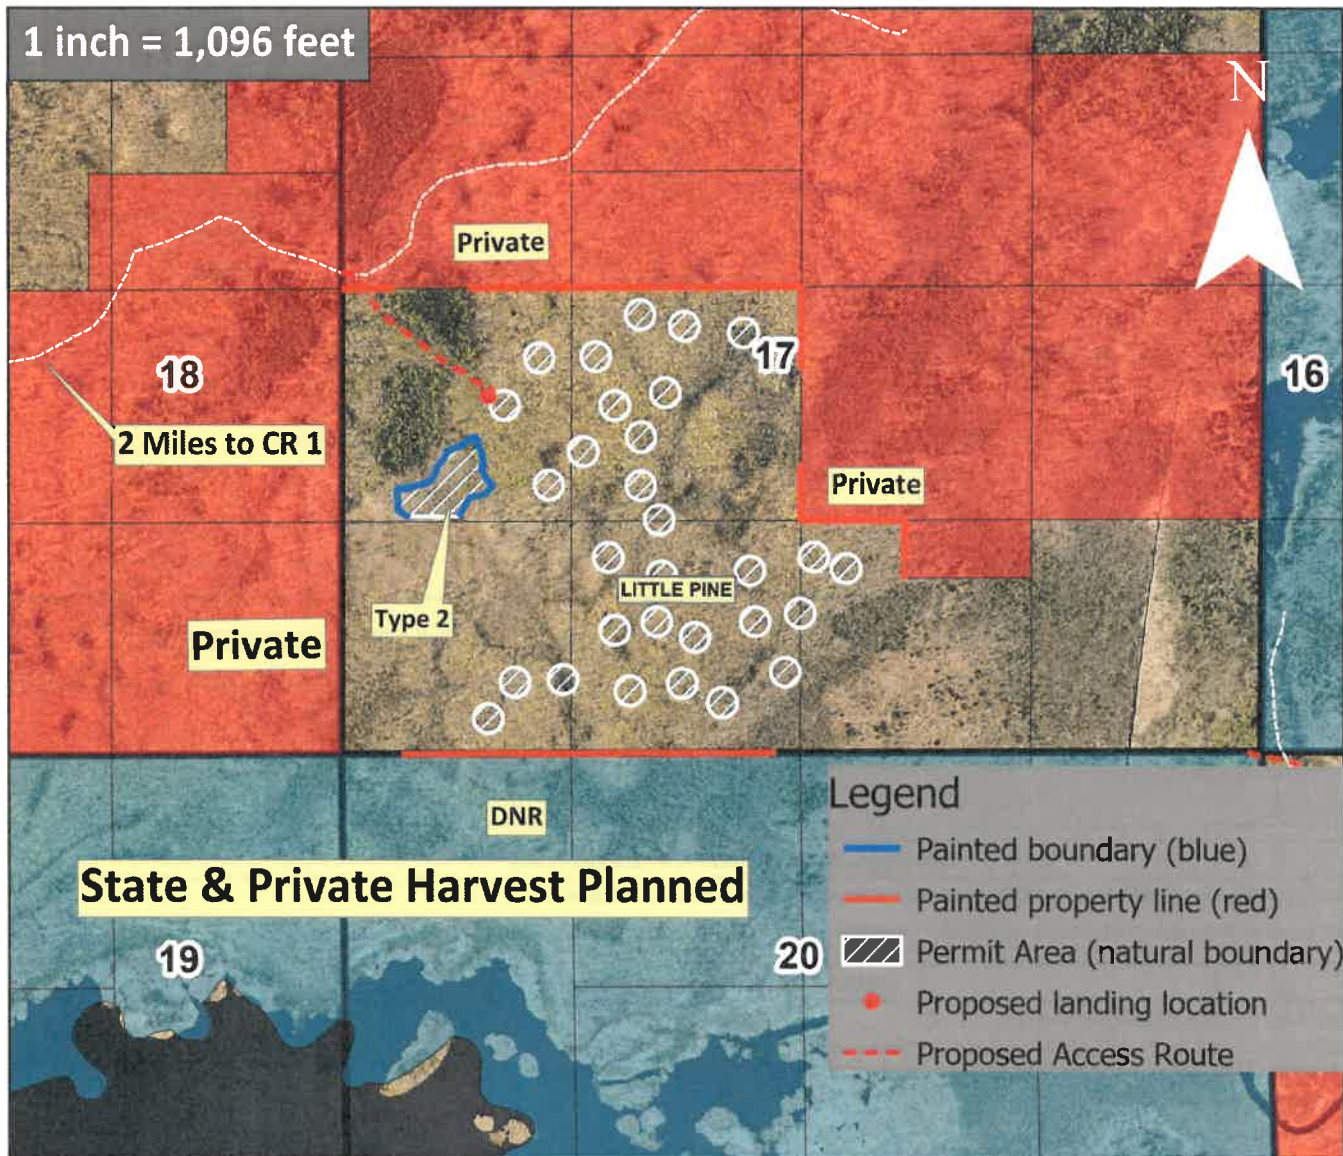 1 inch = 1,096 feet
N
Private
17
18
16
2 Miles to CR 1
Private
LITTLE PINE
Type 2
Private
DNR
State & Private Harvest Planned
19
20
Legend
Painted boundary (blue)
Painted property line (red)
Permit Area (natural boundary)
Proposed landing location
Proposed Access Route